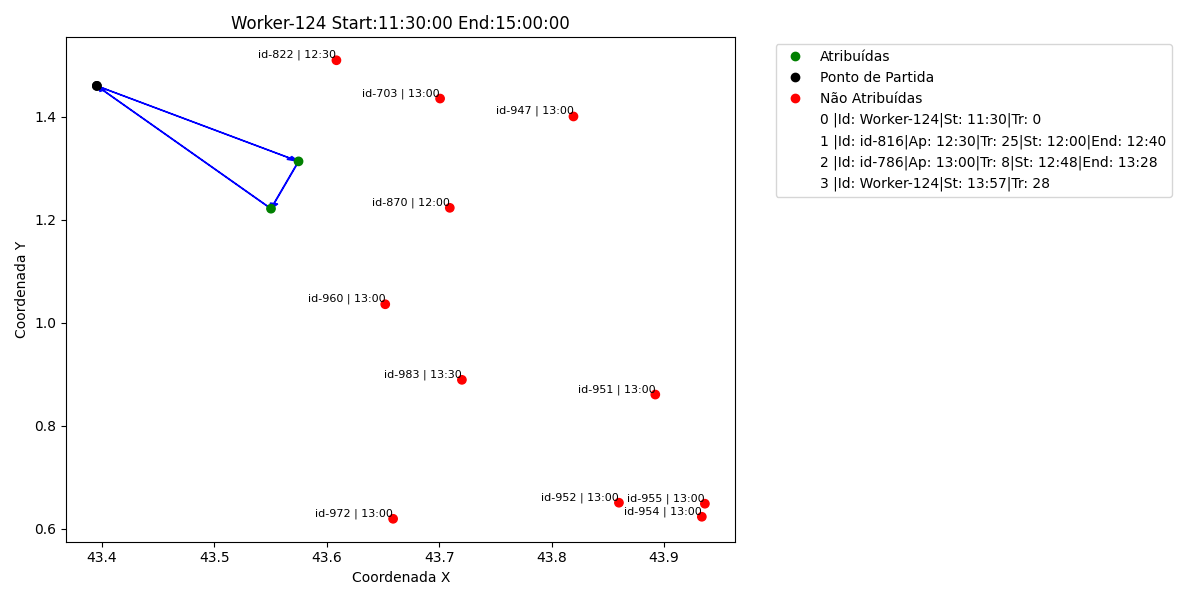 Worker-124 Start:11:30:00 End:15:00:00
id-822 | 12:30
id-703 | 13:00
id-947 | 13:00
id-870 | 12:00
id-960 | 13:00
id-983 | 13:30
id-951 | 13:00
id-952 | 13:00
id-955 | 13:00
id-954 | 13:00
id-972 | 13:00
1.4
1.2
1.0
0.8
0.6
Coordenada Y
43.4 43.5 43.6 43.7 43.8 43.9
Coordenada X
Atribuídas
Ponto de Partida
Não Atribuídas
0 |Id: Worker-124|St: 11:30|Tr: 0
1 |Id: id-816|Ap: 12:30|Tr: 25|St: 12:00|End: 12:40
2 |Id: id-786|Ap: 13:00|Tr: 8|St: 12:48|End: 13:28
3 |Id: Worker-124|St: 13:57|Tr: 28